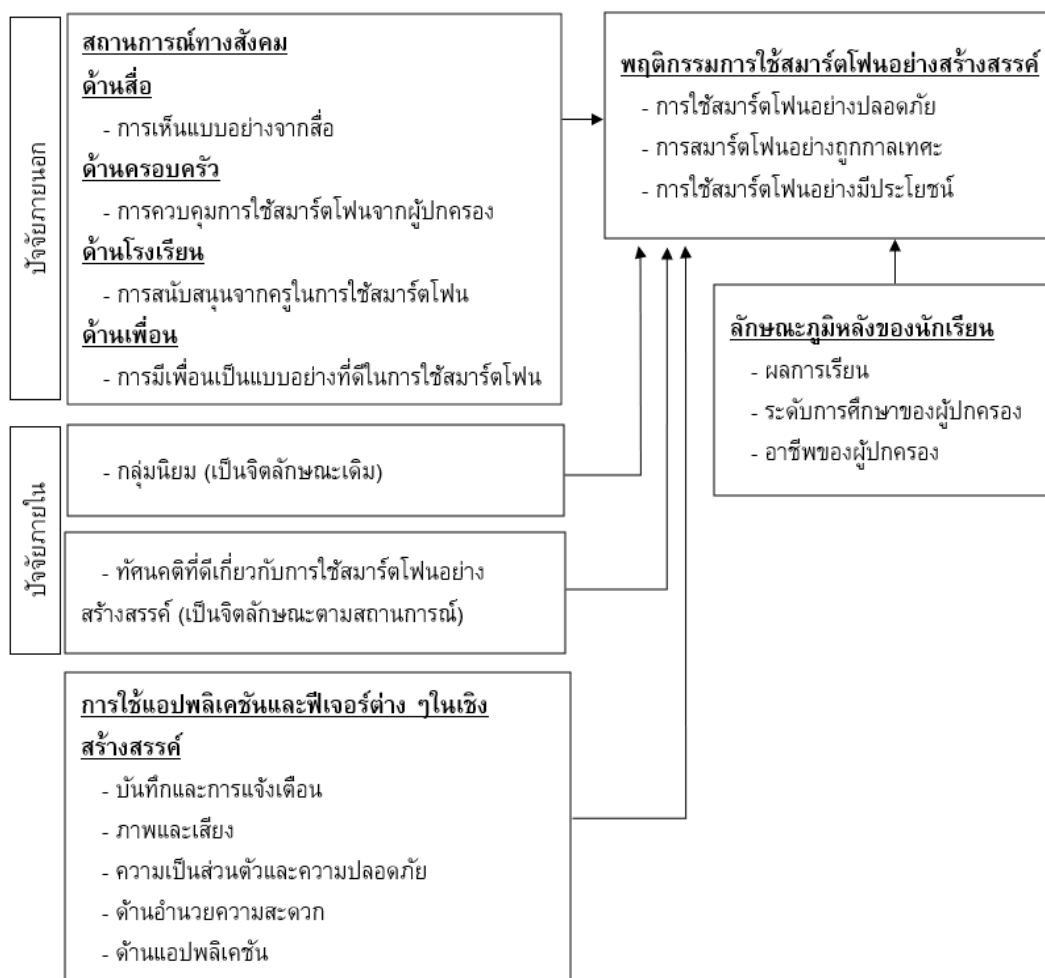 ปัจจัยภายนอก
สถานการณ์ทางสังคม
ด้านสื่อ
- การเห็นแบบอย่างจากสื่อ
ด้านครอบครัว
- การควบคุมการใช้สมาร์ตโฟนจากผู้ปกครอง
ด้านโรงเรียน
- การสนับสนุนจากครูในการใช้สมาร์ตโฟน
ด้านเพื่อน
- การมีเพื่อนเป็นแบบอย่างที่ดีในการใช้สมาร์ตโฟน
พฤติกรรมการใช้สมาร์ตโฟนอย่างสร้างสรรค์
- การใช้สมาร์ตโฟนอย่างปลอดภัย
- การสมาร์ตโฟนอย่างถูกกาลเทศะ
- การใช้สมาร์ตโฟนอย่างมีประโยชน์
ลักษณะภูมิหลังของนักเรียน
- ผลการเรียน
- ระดับการศึกษาของผู้ปกครอง
- อาชีพของผู้ปกครอง
ปัจจัยภายใน
- กลุ่มนิยม (เป็นจิตลักษณะเดิม)
- ทัศนคติที่ดีเกี่ยวกับการใช้สมาร์ตโฟนอย่าง
สร้างสรรค์ (เป็นจิตลักษณะตามสถานการณ์)
การใช้แอปพลิเคชันและฟีเจอร์ต่าง ๆในเชิง
สร้างสรรค์
- บันทึกและการแจ้งเตือน
- ภาพและเสียง
- ความเป็นส่วนตัวและความปลอดภัย
- ด้านอำนวยความสะดวก
- ด้านแอปพลิเคชัน